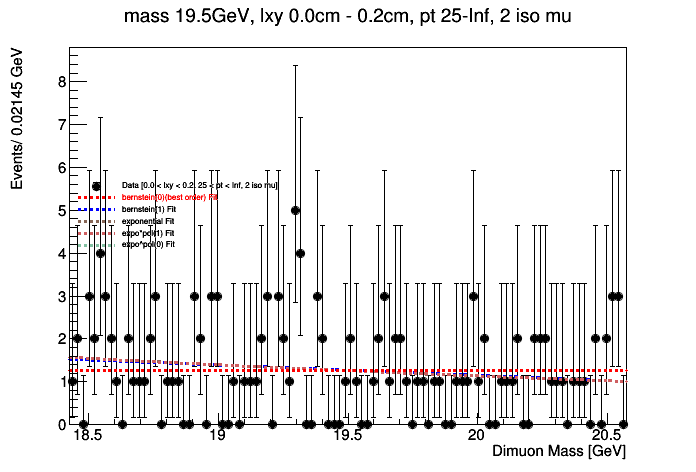 mass 19.5GeV, lxy 0.0cm - 0.2cm, pt 25-Inf, 2 iso mu
Events/ 0.02145 GeV
8
7
6
5
4
3
2
1
0
Data [0.0 < lxy < 0.2, 25 < pt < Inf, 2 iso mu]
bernstein(0)(best order) Fit
bernstein(1) Fit
exponential Fit
expo*pol(1) Fit
expo^pol(0) Fit
18.5 19 19.5 20 20.5
Dimuon Mass [GeV]